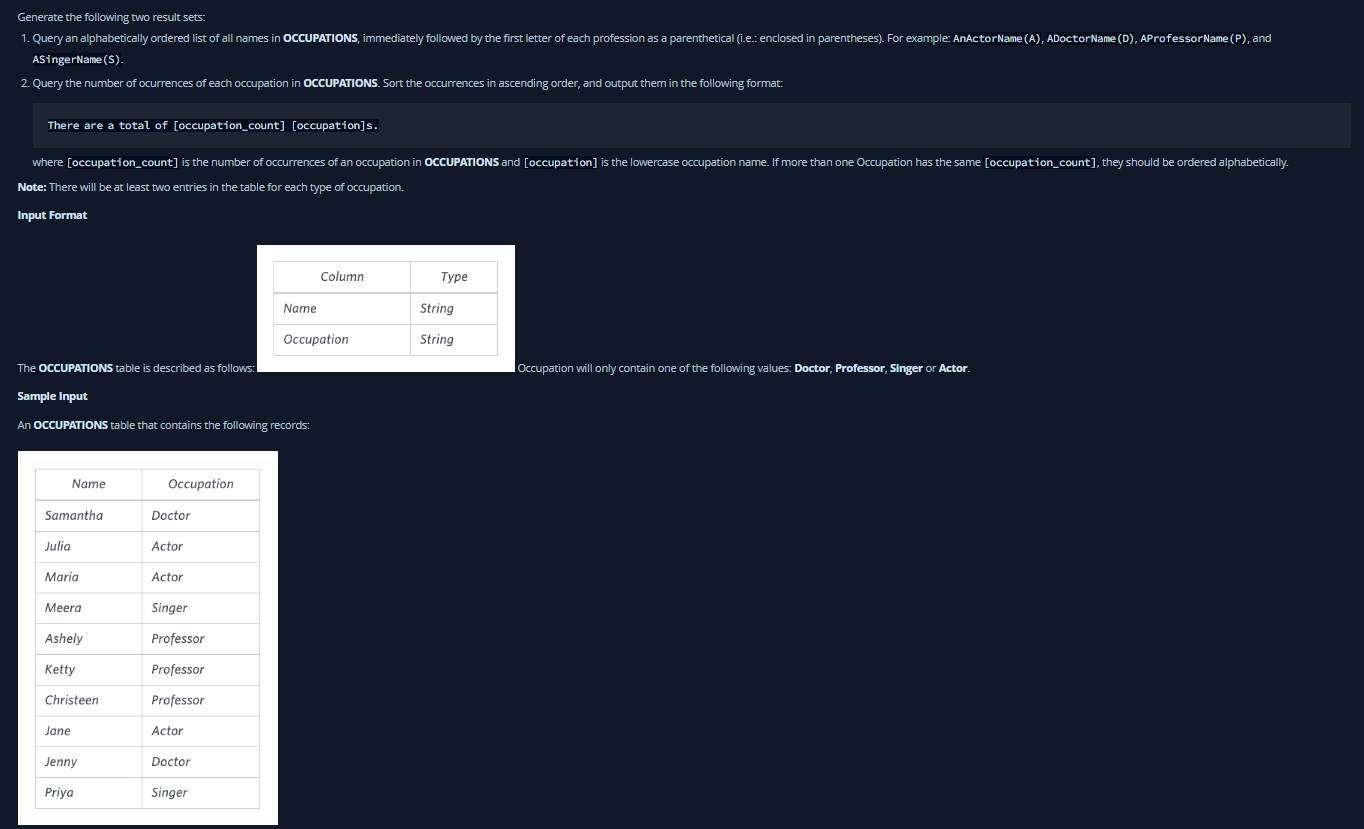 Generate the following two result sets:
1. Query an alphabetically ordered list of all names in OCCUPATIONS, immediately followed by the first letter of each profession as a parenthetical (i.e.: enclosed in parentheses). For example: AnActorName(A), ADoctorName(D), AProfessorName(P), and
ASingerName(S).
2. Query the number of ocurrences of each occupation in OCCUPATIONS. Sort the occurrences in ascending order, and output them in the following format:
There are a total of [occupation_count] [occupation]s.
where [occupation_count] is the number of occurrences of an occupation in OCCUPATIONS and [occupation] is the lowercase occupation name. If more than one Occupation has the same [occupation_count], they should be ordered alphabetically.
Note: There will be at least two entries in the table for each type of occupation.
Input Format
Column Type
Name String
Occupation String
The OCCUPATIONS table is described as follows: Occupation will only contain one of the following values: Doctor, Professor, Singer or Actor.
Sample Input
An OCCUPATIONS table that contains the following records:
Name Occupation
Samantha Doctor
Julia Actor
Maria Actor
Meera Singer
Ashely Professor
Ketty Professor
Christeen Professor
Jane Actor
Jenny Doctor
Priya Singer